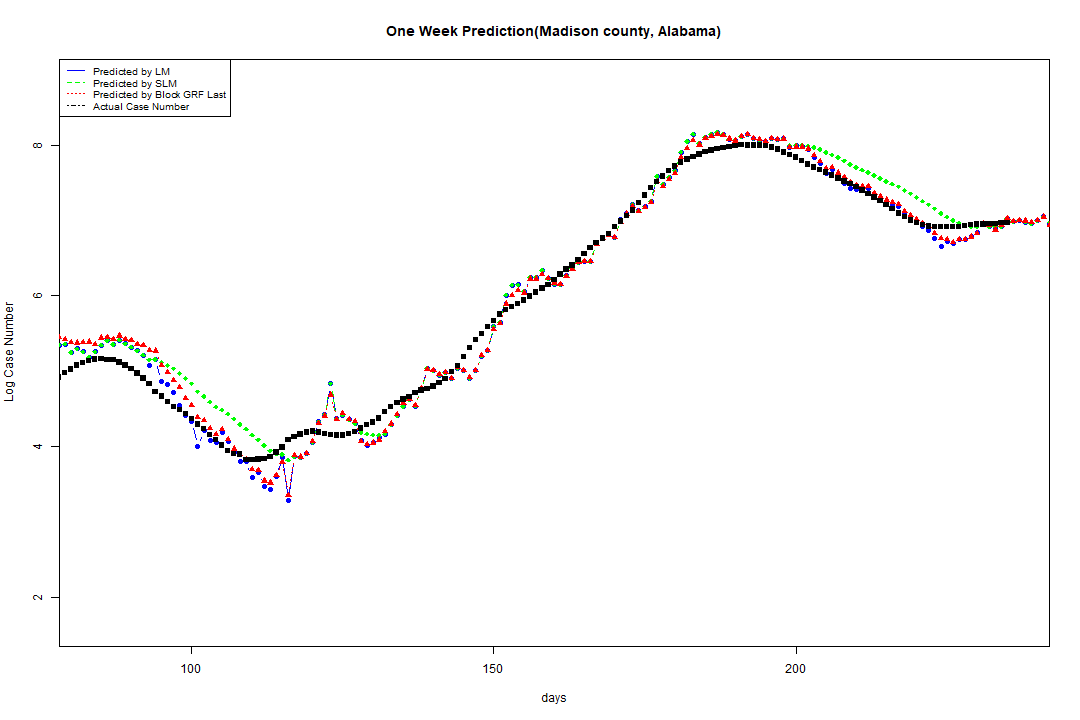 One Week Prediction(Madison county, Alabama)
Predicted by LM
Predicted by SLM
Predicted by Block GRF Last
Actual Case Number
8
6
4
2
Log Case Number
100 150 200
days